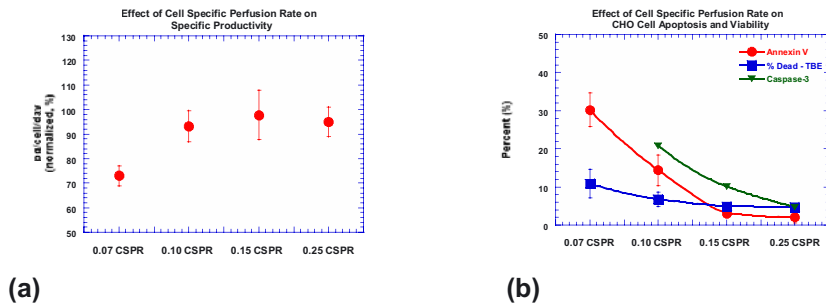 Effect of Cell Specific Perfusion Rate on
Specific Productivity
130
120
110
100
90
80
70
60
50
pg/cell/day
(normalized, %)
0.07 CSPR
0.10 CSPR
0.15 CSPR
0.25 CSPR
(a)
Effect of Cell Specific Perfusion Rate on
CHO Cell Apoptosis and Viability
Annexin V
% Dead - TBE
Caspase-3
50
40
30
20
10
0
Percent (%)
0.07 CSPR
0.10 CSPR
0.15 CSPR
0.25 CSPR
(b)